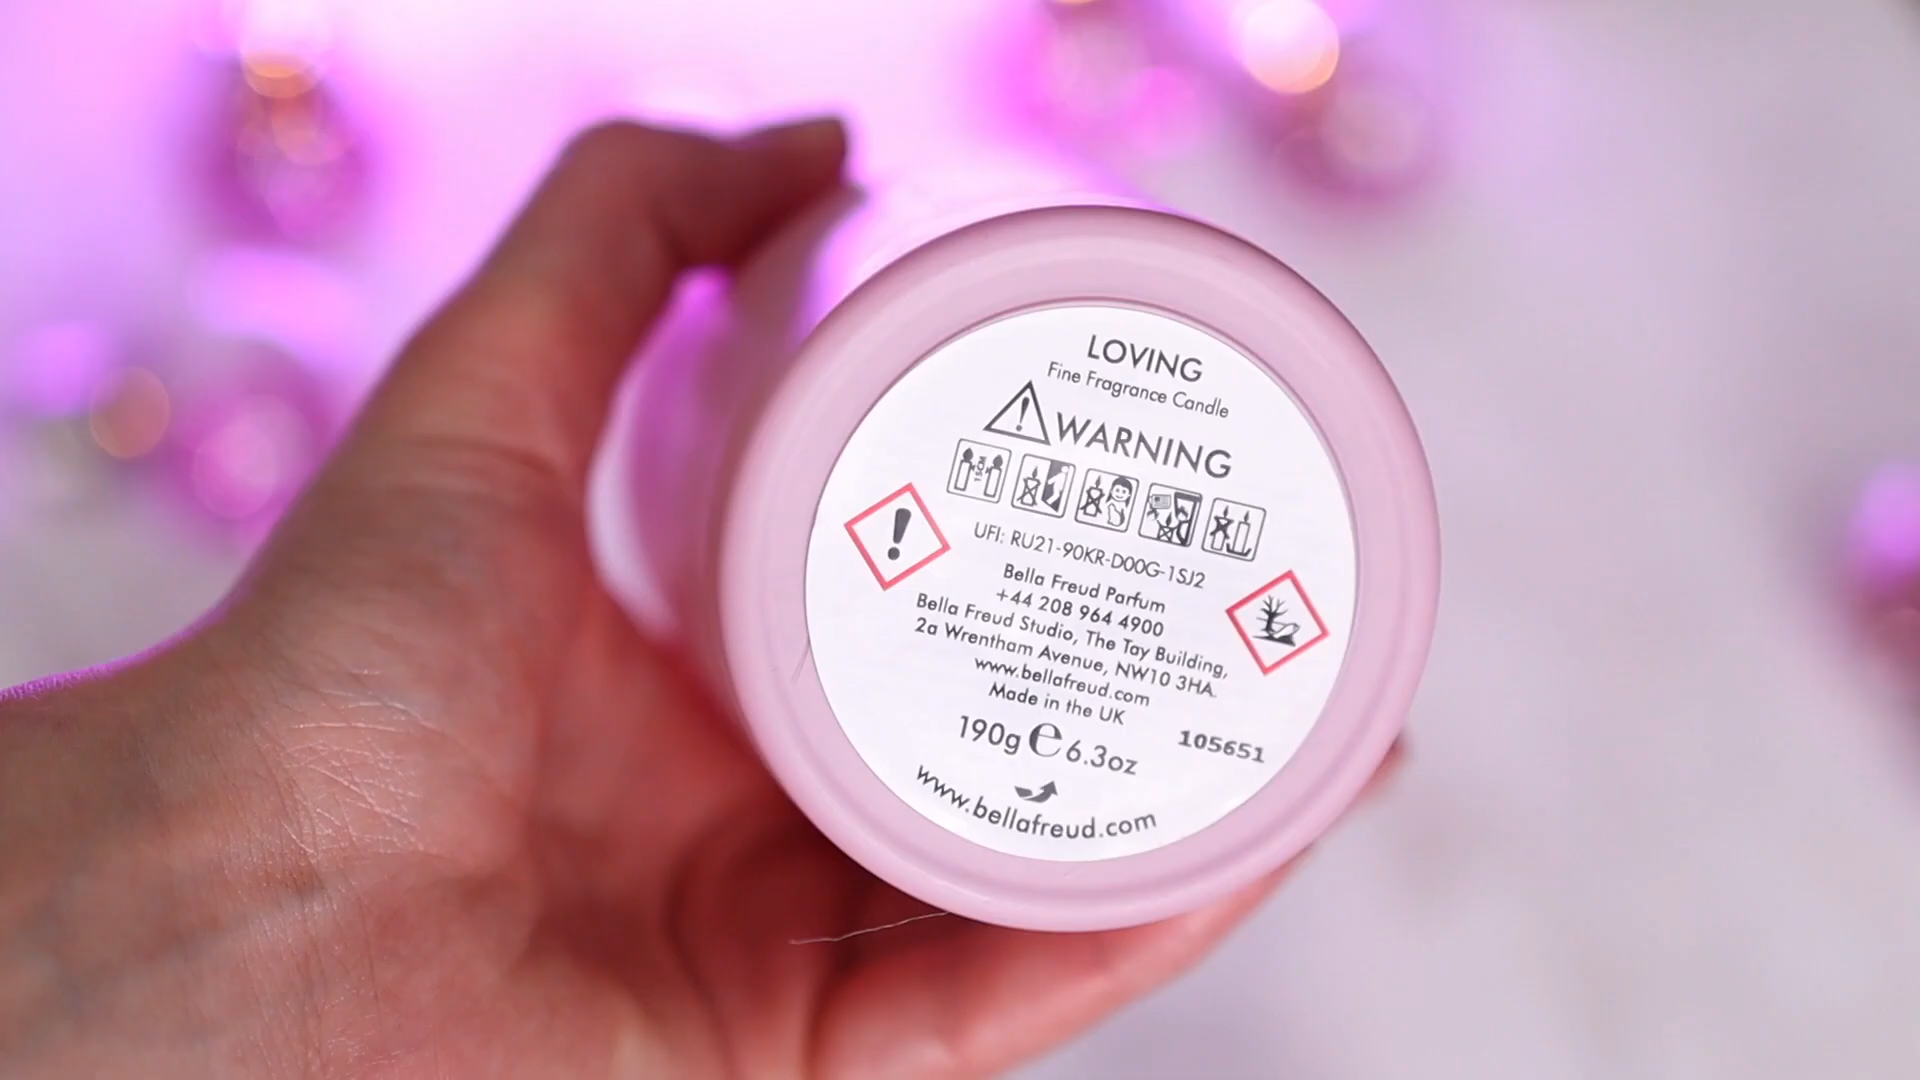 LOVING
Fine Fragrance Candle
WARNING
UFI: RU21-90KR-D00G-1SJ2
Bella Freud Parfum
+44 208 964 4900
Bella Freud Studio, The Tay Building,
2a Wrentham Avenue, NW10 3HA.
www.bellafreud.com
Made in the UK
190g e 6.3oz
105651
www.bellafreud.com